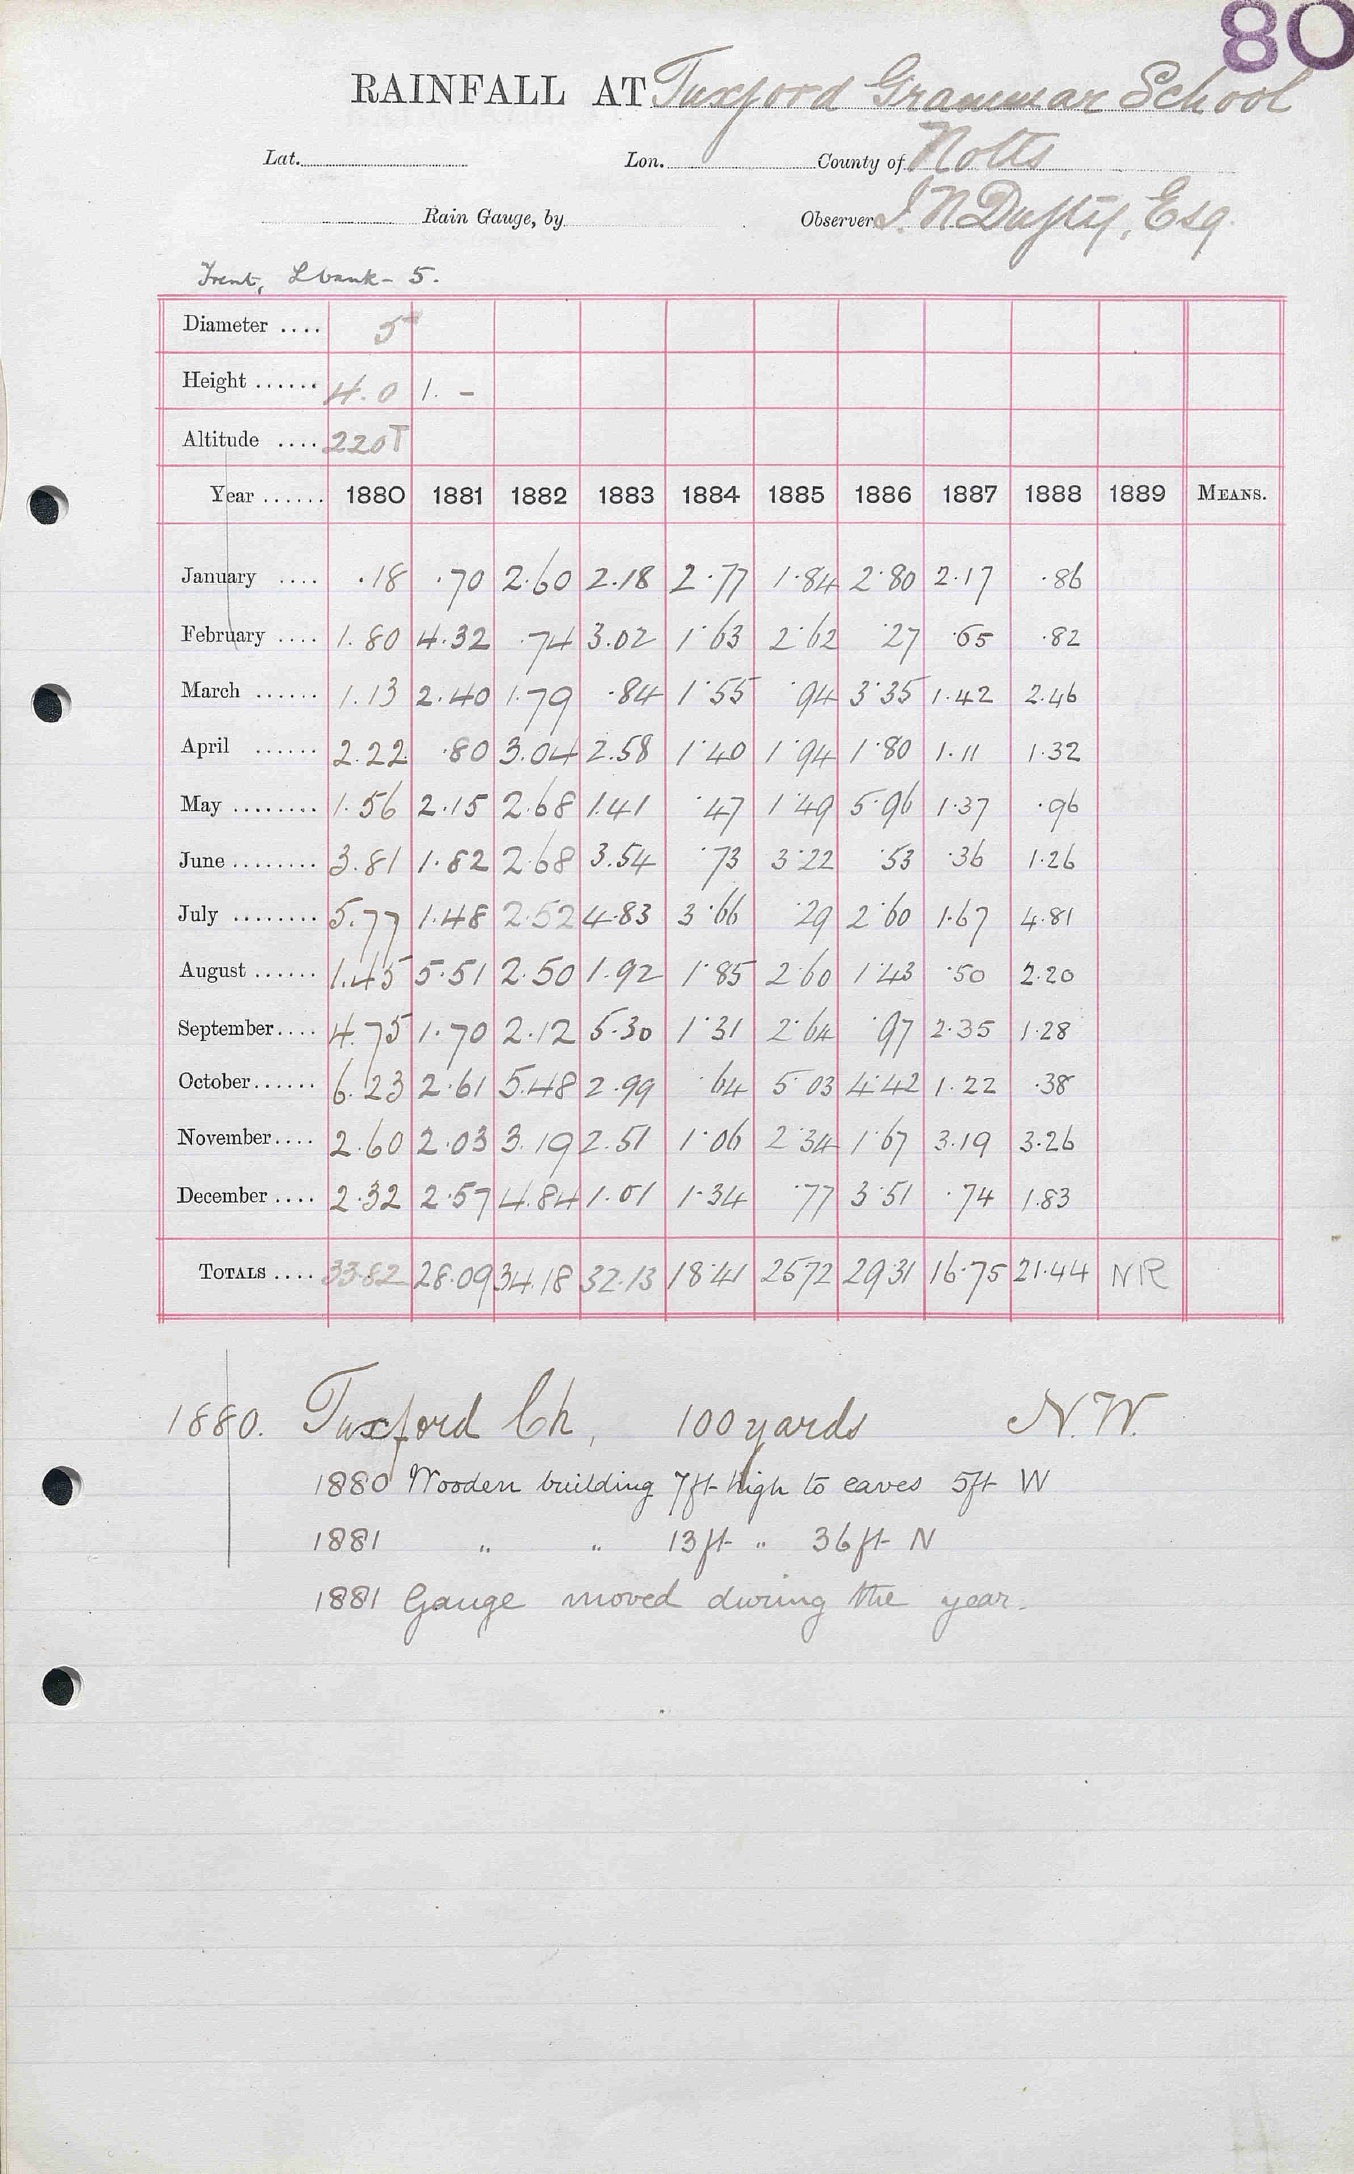 80
RAINFALL AT Tuxford Grammar School
Lat. Lon. County of Notts
Rain Gauge, by Observer J. N Dufty, Esq.
Trent, L bank - 5.
Diameter .... 5
Height ...... 4.0 1. -
Altitude .... 220T
Year ...... 1880 1881 1882 1883 1884 1885 1886 1887 1888 1889 MEANS.
January .... .18 .70 2.60 2.18 2.77 1.84 2.80 2.17 .86
February .... 1.80 4.32 .74 3.02 1.63 2.62 .27 .65 .82
March ...... 1.13 2.40 1.79 .84 1.55 .94 3.35 1.42 2.46
April ...... 2.22 .80 3.04 2.58 1.40 1.94 1.80 1.11 1.32
May ........ 1.56 2.15 2.68 1.41 .47 1.49 5.96 1.37 .96
June ........ 3.81 1.82 2.68 3.54 .73 3.22 .53 .36 1.26
July ........ 5.77 1.48 2.52 4.83 3.66 .29 2.60 1.67 4.81
August ...... 1.45 5.51 2.50 1.92 1.85 2.60 1.43 .50 2.20
September .... 4.75 1.70 2.12 5.30 1.31 2.64 .97 2.35 1.28
October ...... 6.23 2.61 5.48 2.99 .64 5.03 4.42 1.22 .38
November .... 2.60 2.03 3.19 2.51 1.06 2.34 1.67 3.19 3.26
December .... 2.32 2.57 4.84 1.01 1.34 .77 3.51 .74 1.83
TOTALS .... 33.82 28.09 34.18 32.13 18.41 25.72 29.31 16.75 21.44 NR
1880. Tuxford Ch, 100 yards N.W.
1880 Wooden building 7ft high to eaves 5ft W
1881 " " 13ft " 36ft N
1881 Gauge moved during the year.